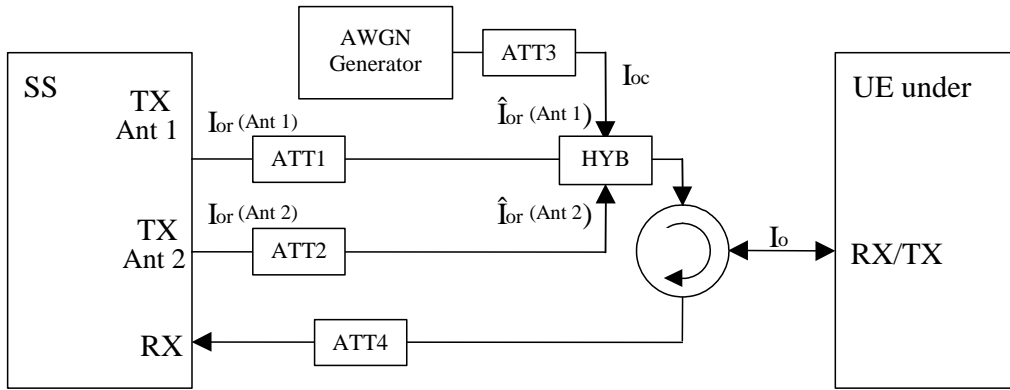 AWGN
Generator
ATT3
SS
UE under
Ioc
TX
Ant 1
Ior (Ant 1)
Îor (Ant 1)
ATT1
HYB
Ior (Ant 2)
Îor (Ant 2)
TX
Ant 2
ATT2
Io
RX/TX
RX
ATT4